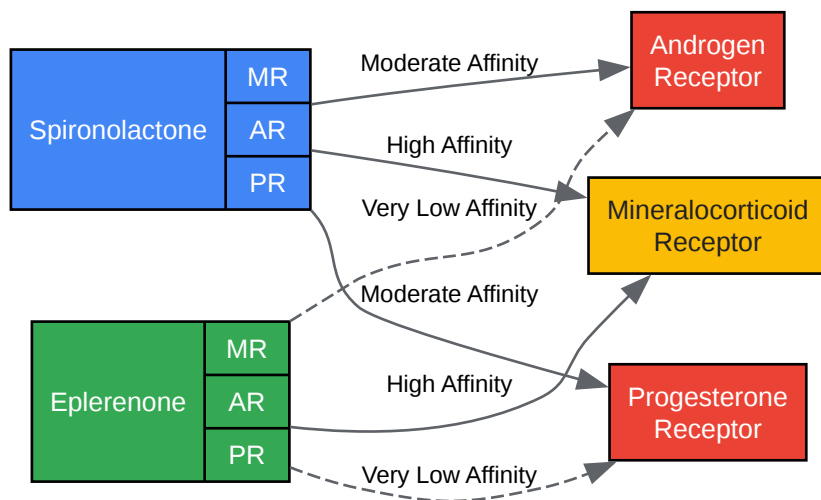 Spironolactone
MR
AR
PR
Moderate Affinity
High Affinity
Very Low Affinity
Moderate Affinity
High Affinity
Very Low Affinity
Androgen
Receptor
Mineralocorticoid
Receptor
Eplerenone
MR
AR
PR
Progesterone
Receptor